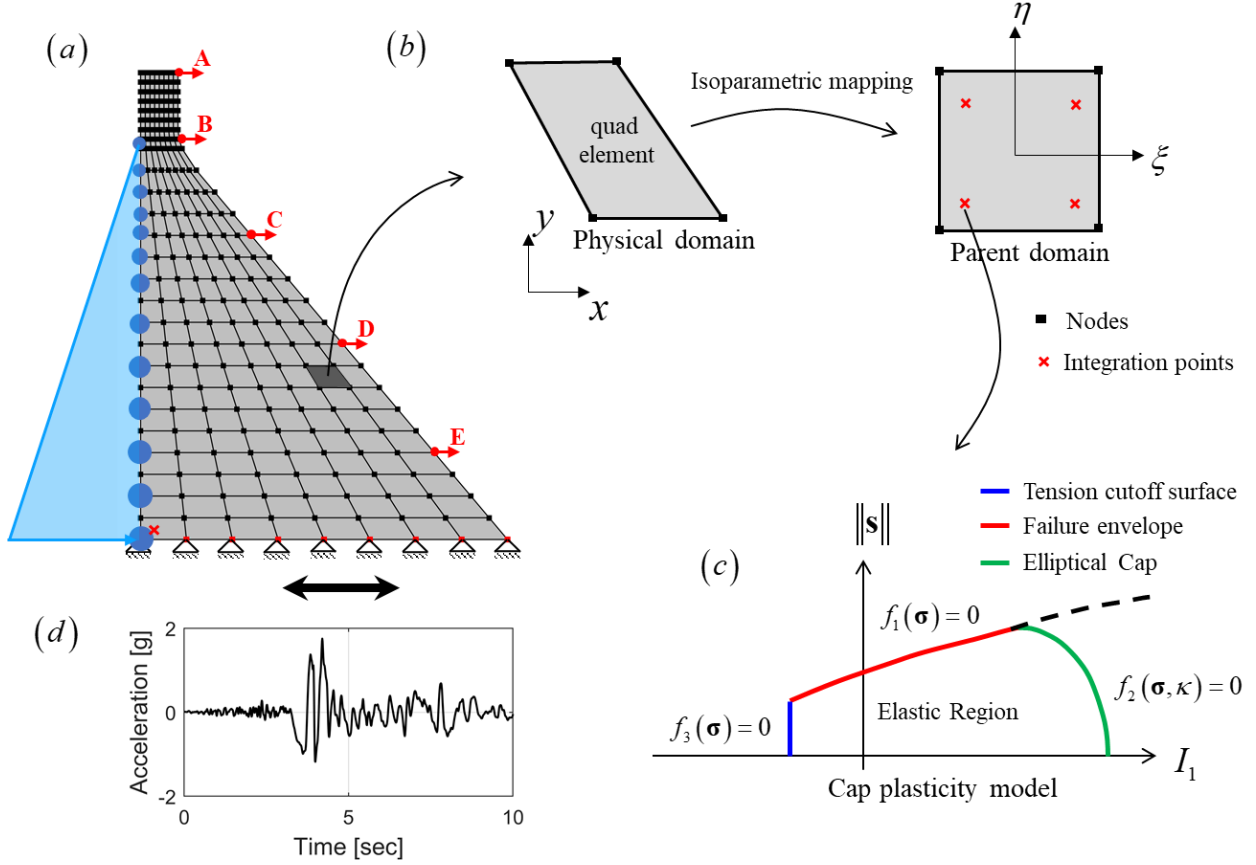 (a)
A
B
C
D
E
(b)
quad
element
Physical domain
y
x
Isoparametric mapping
η
ξ
Parent domain
Nodes
Integration points
Tension cutoff surface
Failure envelope
Elliptical Cap
(c)
‖s‖
f₁(σ) = 0
f₂(σ, κ) = 0
f₃(σ) = 0
Elastic Region
I₁
Cap plasticity model
(d)
Acceleration [g]
2
0
-2
0
5
10
Time [sec]